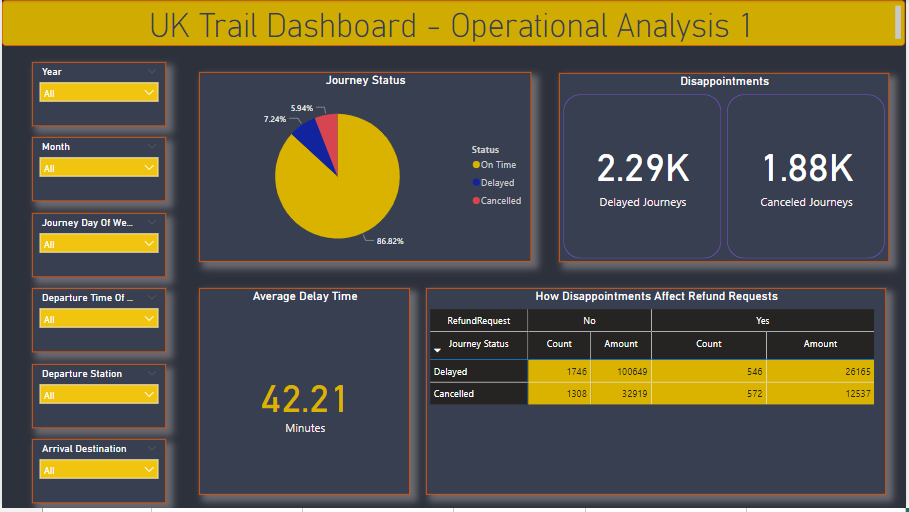 UK Trail Dashboard - Operational Analysis 1
Year
All
Month
All
Journey Day Of We...
All
Departure Time Of ...
All
Departure Station
All
Arrival Destination
All
Journey Status
5.94%
7.24%
86.82%
Status
On Time
Delayed
Cancelled
Disappointments
2.29K
Delayed Journeys
1.88K
Canceled Journeys
Average Delay Time
42.21
Minutes
How Disappointments Affect Refund Requests
RefundRequest No Yes
Journey Status Count Amount Count Amount
Delayed 1746 100649 546 26165
Cancelled 1308 32919 572 12537